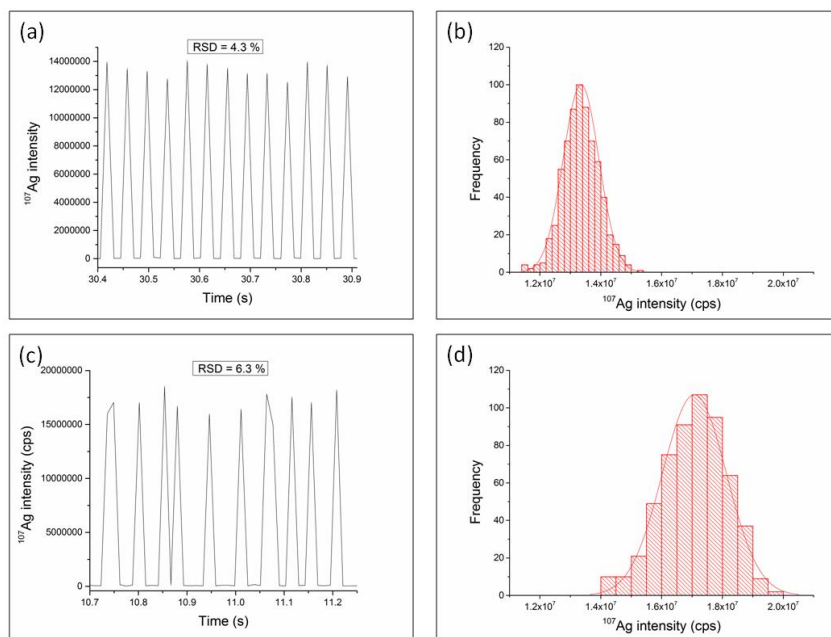 (a)
RSD = 4.3 %
14000000
12000000
10000000
8000000
6000000
4000000
2000000
0
¹⁰⁷Ag intensity
30.4 30.5 30.6 30.7 30.8 30.9
Time (s)
(b)
120
100
80
60
40
20
0
Frequency
1.2x10⁷ 1.4x10⁷ 1.6x10⁷ 1.8x10⁷ 2.0x10⁷
¹⁰⁷Ag intensity (cps)
(c)
RSD = 6.3 %
20000000
15000000
10000000
5000000
0
¹⁰⁷Ag intensity (cps)
10.7 10.8 10.9 11.0 11.1 11.2
Time (s)
(d)
120
100
80
60
40
20
0
Frequency
1.2x10⁷ 1.4x10⁷ 1.6x10⁷ 1.8x10⁷ 2.0x10⁷
¹⁰⁷Ag intensity (cps)